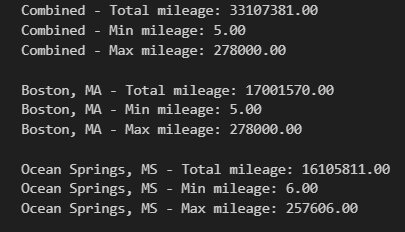 Combined - Total mileage: 33107381.00
Combined - Min mileage: 5.00
Combined - Max mileage: 278000.00
Boston, MA - Total mileage: 17001570.00
Boston, MA - Min mileage: 5.00
Boston, MA - Max mileage: 278000.00
Ocean Springs, MS - Total mileage: 16105811.00
Ocean Springs, MS - Min mileage: 6.00
Ocean Springs, MS - Max mileage: 257606.00